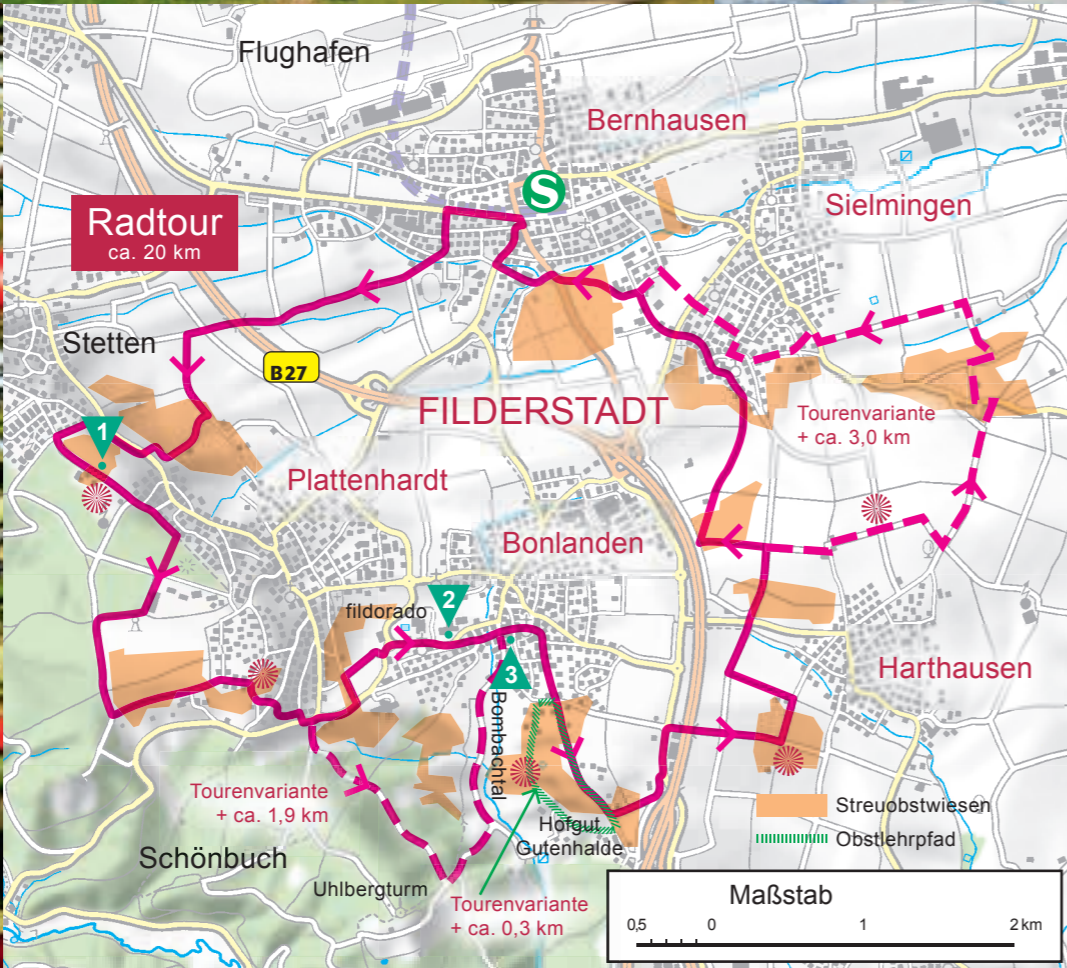 Flughafen
Bernhausen
S
Sielmingen
Radtour
ca. 20 km
Stetten
B27
FILDERSTADT
Tourenvariante
+ ca. 3,0 km
1
Plattenhardt
Bonlanden
fildorado
2
3
Harthausen
Bombachtal
Tourenvariante
+ ca. 1,9 km
Streuobstwiesen
Obstlehrpfad
Hofgut
Gutenhalde
Schönbuch
Uhlbergturm
Tourenvariante
+ ca. 0,3 km
Maßstab
0,5 0 1 2 km